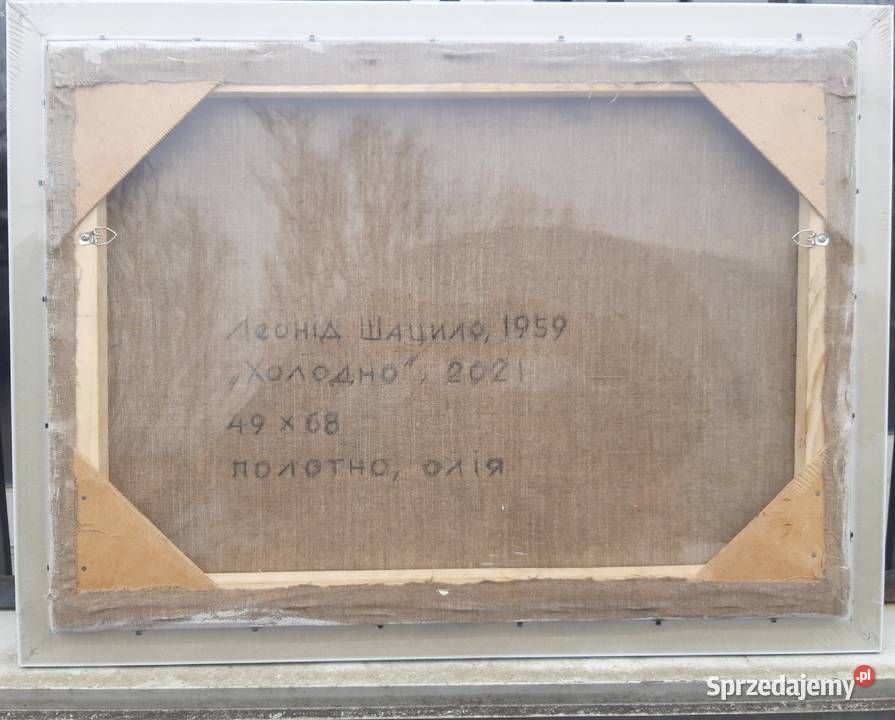 Леонід Шацило, 1959
„Холодно", 2021
49 × 68
полотно, олія
Sprzedajemy.pl